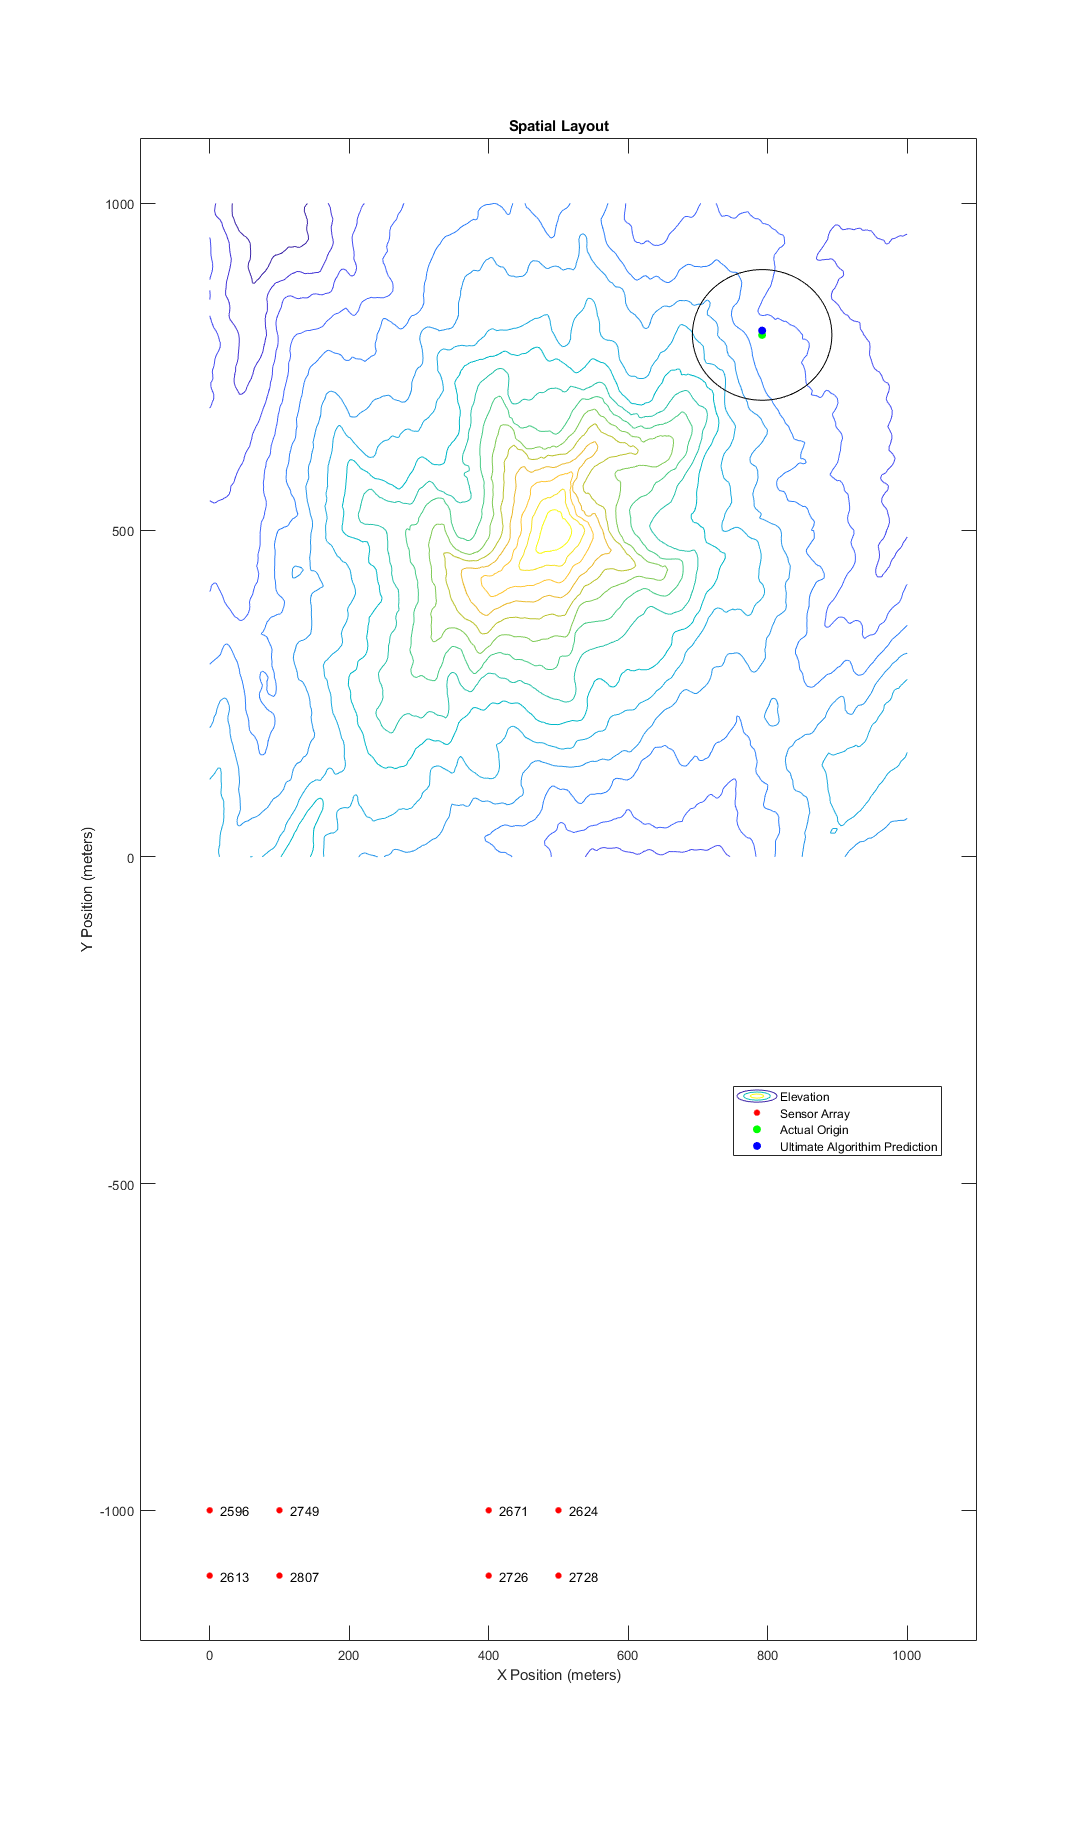 Spatial Layout
1000
500
0
-500
-1000
Y Position (meters)
Elevation
Sensor Array
Actual Origin
Ultimate Algorithim Prediction
2596 2749 2671 2624
2613 2807 2726 2728
0 200 400 600 800 1000
X Position (meters)